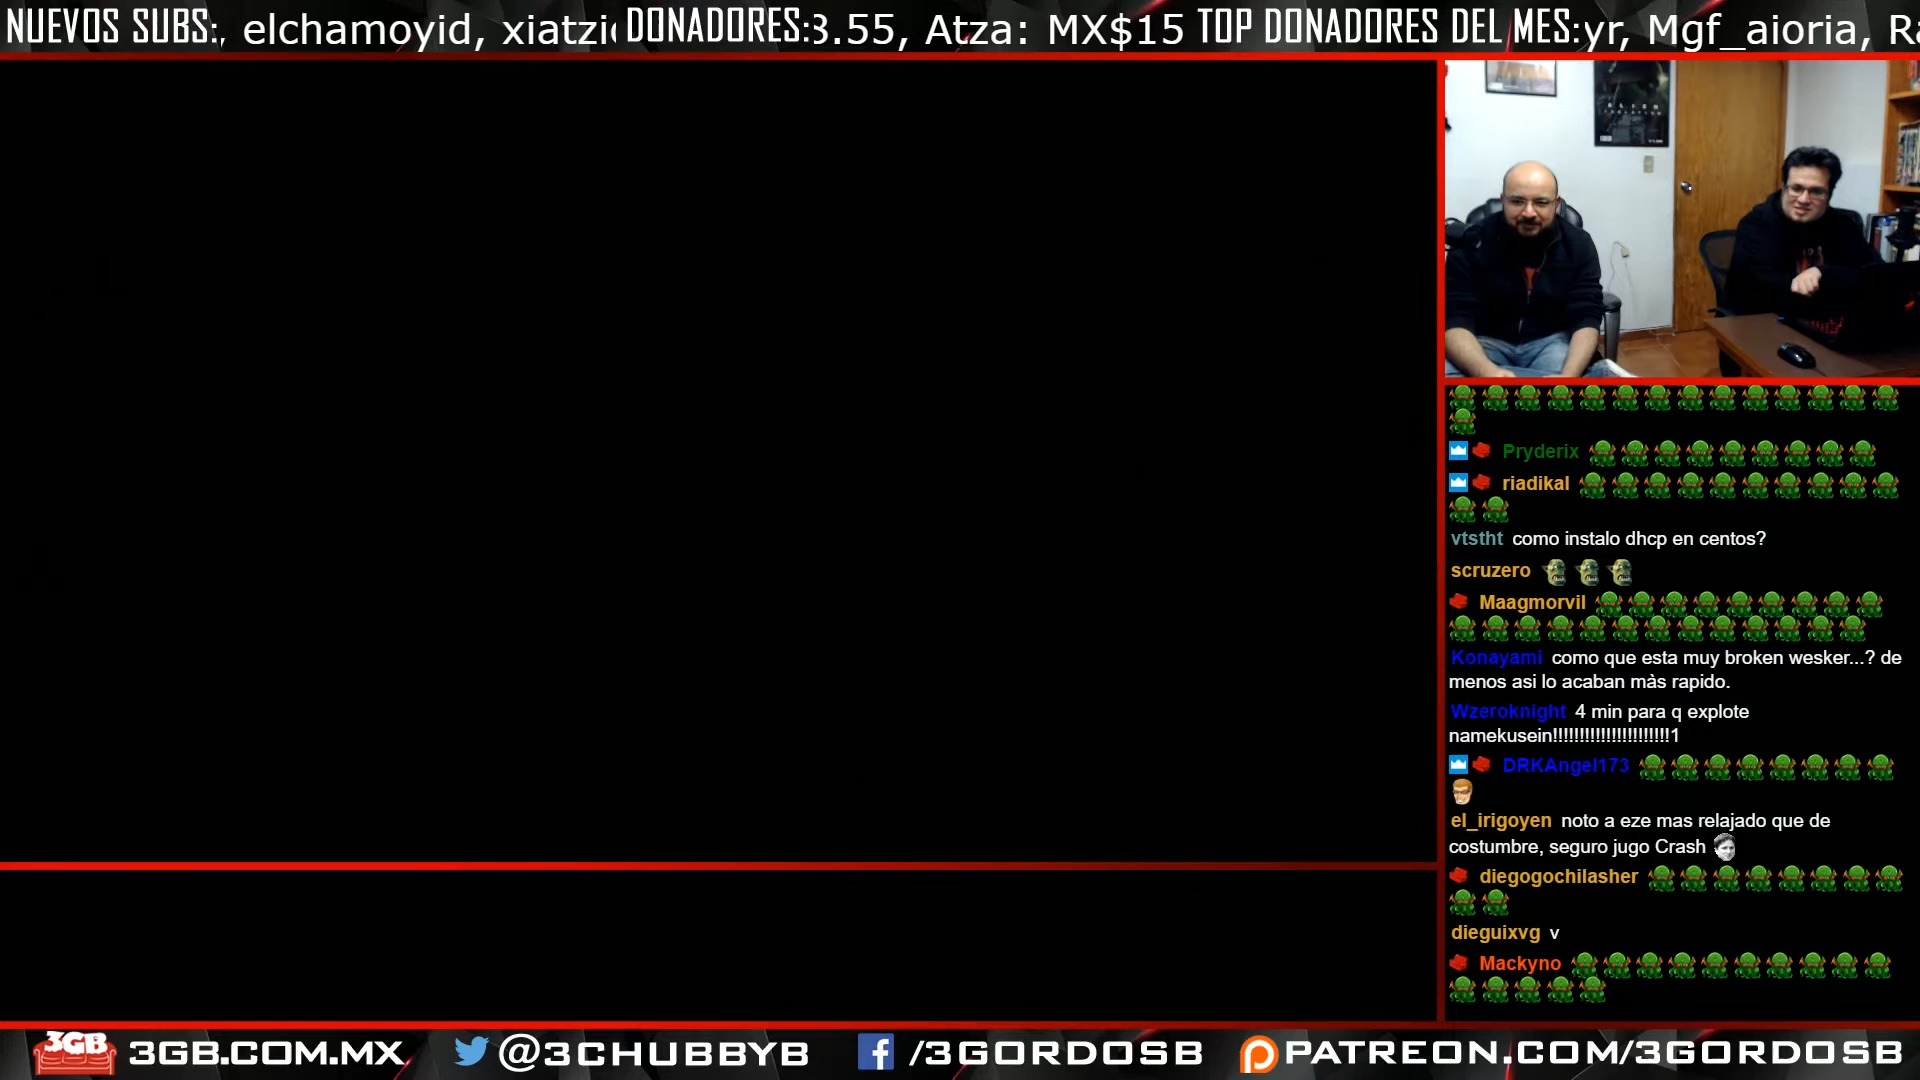 NUEVOS SUBS:, elchamoyid, xiatzi DONADORES:3.55, Atza: MX$15 TOP DONADORES DEL MES:yr, Mgf_aioria, Ra
ALIEN
Pryderix
riadikal
vtstht como instalo dhcp en centos?
scruzero
Maagmorvil
Konayami como que esta muy broken wesker...? de
menos asi lo acaban màs rapido.
Wzeroknight 4 min para q explote
namekusein!!!!!!!!!!!!!!!!!!!!!!1
DRKAngel173
el_irigoyen noto a eze mas relajado que de
costumbre, seguro jugo Crash
diegogochilasher
dieguixvg v
Mackyno
3GB 3GB.COM.MX @3CHUBBYB /3GORDOSB PATREON.COM/3GORDOSB